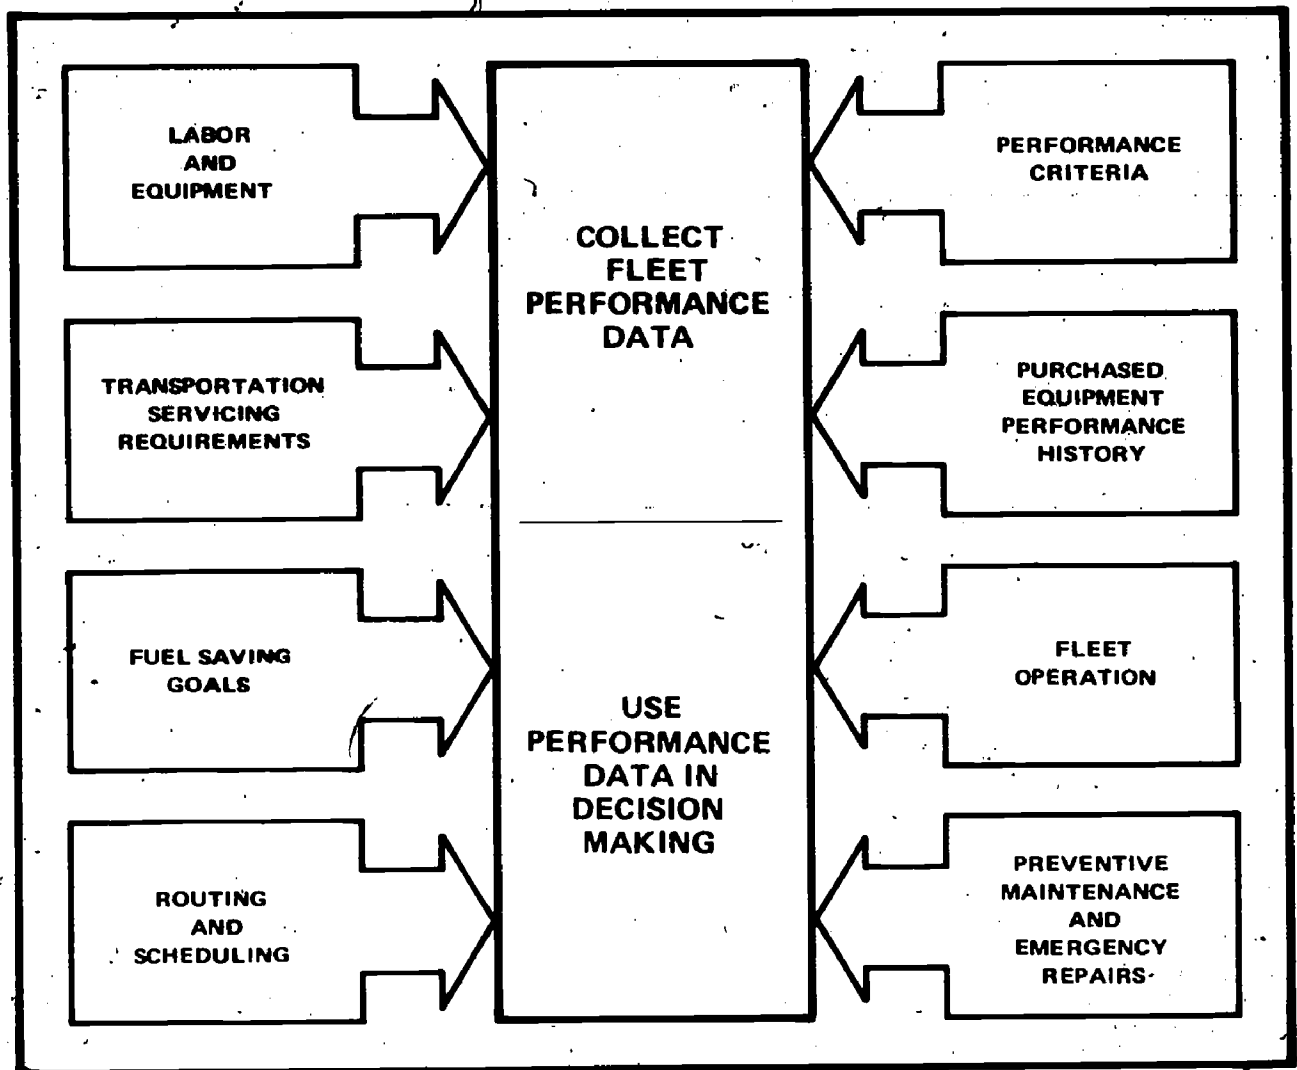 LABOR
AND
EQUIPMENT
TRANSPORTATION
SERVICING
REQUIREMENTS
FUEL SAVING
GOALS
ROUTING
AND
SCHEDULING
COLLECT
FLEET
PERFORMANCE
DATA
USE
PERFORMANCE
DATA IN
DECISION
MAKING
PERFORMANCE
CRITERIA
PURCHASED
EQUIPMENT
PERFORMANCE
HISTORY
FLEET
OPERATION
PREVENTIVE
MAINTENANCE
AND
EMERGENCY
REPAIRS